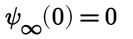 ψ∞(0) = 0